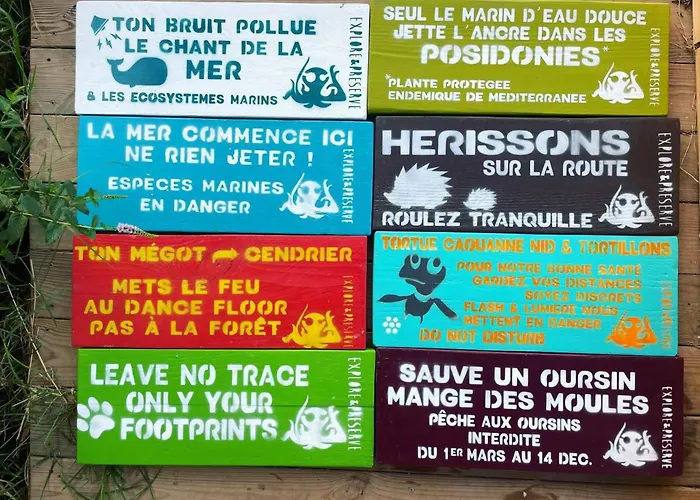 TON BRUIT POLLUE
LE CHANT DE LA
MER
& LES ECOSYSTEMES MARINS
EXPLORE&PRESERVE
SEUL LE MARIN D'EAU DOUCE
JETTE L'ANCRE DANS LES
POSIDONIES*
*PLANTE PROTEGEE
ENDEMIQUE DE MEDITERRANEE
EXPLORE&PRESERVE
LA MER COMMENCE ICI
NE RIEN JETER !
ESPÈCES MARINES
EN DANGER
EXPLORE&PRESERVE
HERISSONS
SUR LA ROUTE
ROULEZ TRANQUILLE
EXPLORE&PRESERVE
TON MÉGOT ➡ CENDRIER
METS LE FEU
AU DANCE FLOOR
PAS À LA FORÊT
EXPLORE&PRESERVE
TORTUE CAOUANNE NID & TORTILLONS
POUR NOTRE BONNE SANTÉ
GARDEZ VOS DISTANCES
SOYEZ DISCRETS
FLASH & LUMIERE NOUS
METTENT EN DANGER
DO NOT DISTURB
LEAVE NO TRACE
ONLY YOUR
FOOTPRINTS
EXPLORE&PRESERVE
SAUVE UN OURSIN
MANGE DES MOULES
PÊCHE AUX OURSINS
INTERDITE
DU 1ER MARS AU 14 DEC.
EXPLORE&PRESERVE